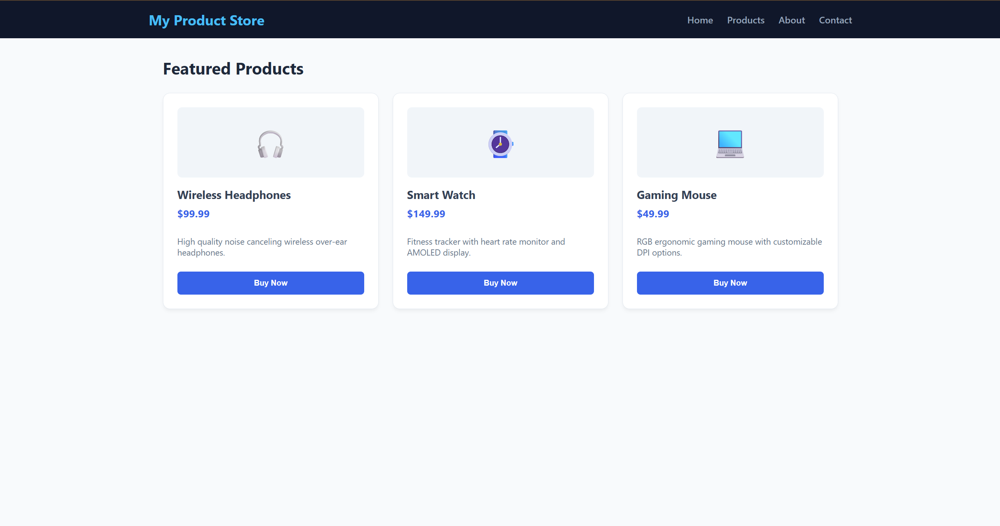 My Product Store
Home Products About Contact
Featured Products
Wireless Headphones
$99.99
High quality noise canceling wireless over-ear
headphones.
Buy Now
Smart Watch
$149.99
Fitness tracker with heart rate monitor and
AMOLED display.
Buy Now
Gaming Mouse
$49.99
RGB ergonomic gaming mouse with customizable
DPI options.
Buy Now